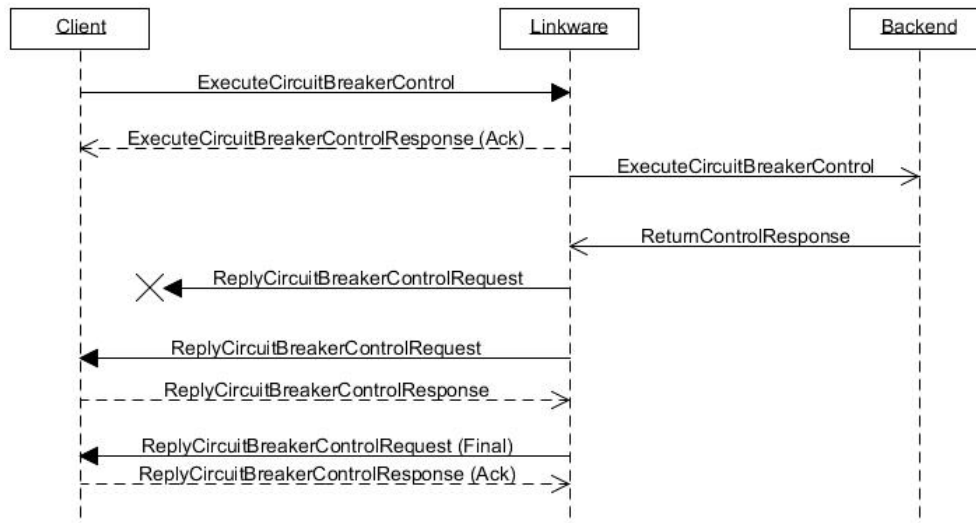 Client
Linkware
Backend
ExecuteCircuitBreakerControl
ExecuteCircuitBreakerControlResponse (Ack)
ExecuteCircuitBreakerControl
ReturnControlResponse
ReplyCircuitBreakerControlRequest
ReplyCircuitBreakerControlRequest
ReplyCircuitBreakerControlResponse
ReplyCircuitBreakerControlRequest (Final)
ReplyCircuitBreakerControlResponse (Ack)